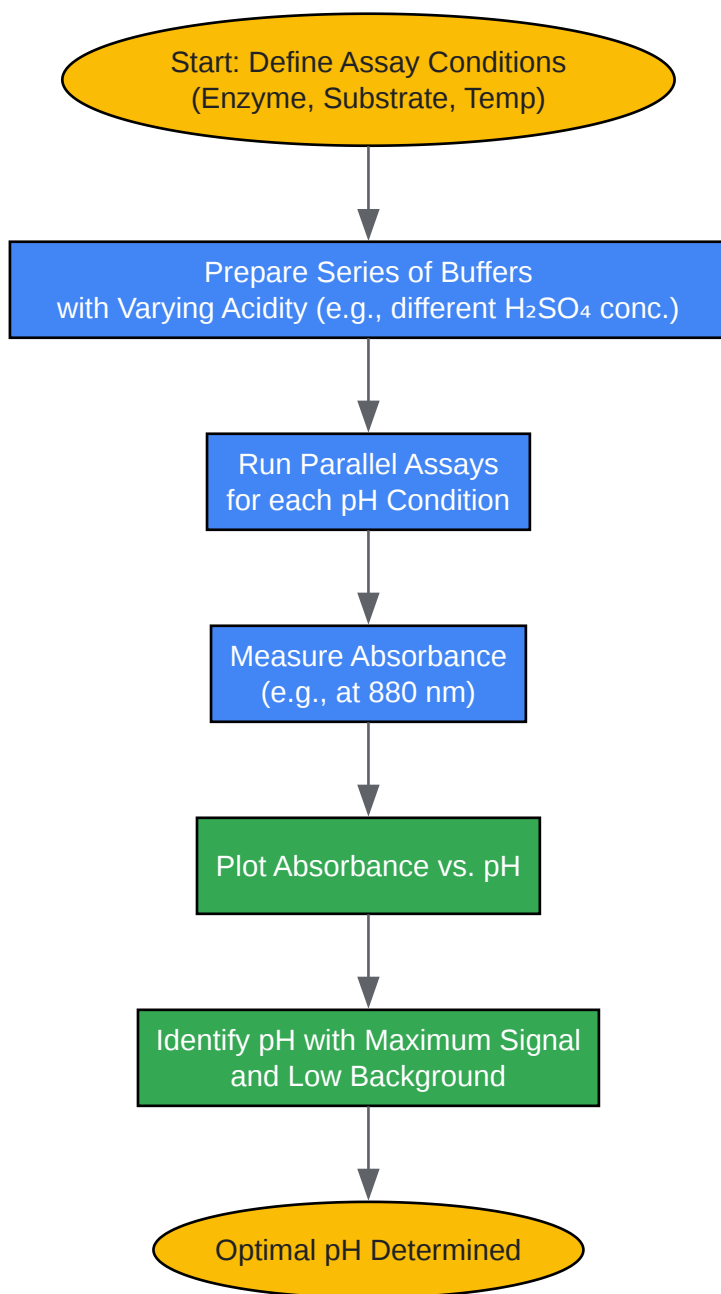 Start: Define Assay Conditions
(Enzyme, Substrate, Temp)
Prepare Series of Buffers
with Varying Acidity (e.g., different H₂SO₄ conc.)
Run Parallel Assays
for each pH Condition
Measure Absorbance
(e.g., at 880 nm)
Plot Absorbance vs. pH
Identify pH with Maximum Signal
and Low Background
Optimal pH Determined